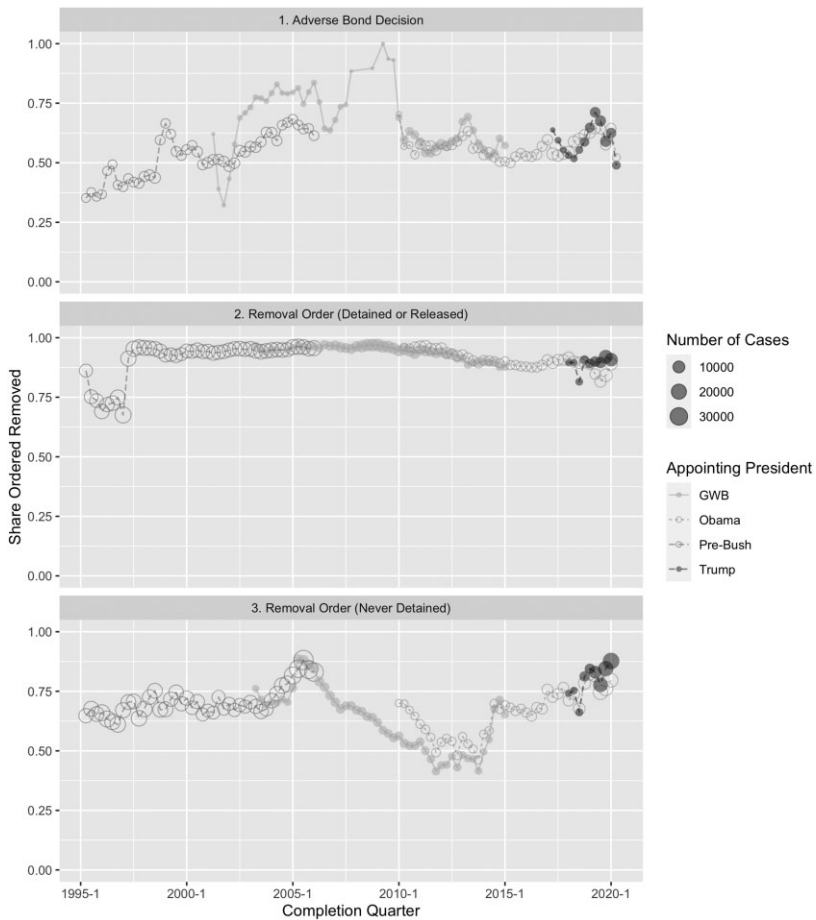 1. Adverse Bond Decision
1.00
0.75
0.50
0.25
0.00
2. Removal Order (Detained or Released)
1.00
0.75
0.50
0.25
0.00
3. Removal Order (Never Detained)
1.00
0.75
0.50
0.25
0.00
Share Ordered Removed
1995-1 2000-1 2005-1 2010-1 2015-1 2020-1
Completion Quarter
Number of Cases
10000
20000
30000
Appointing President
GWB
Obama
Pre-Bush
Trump